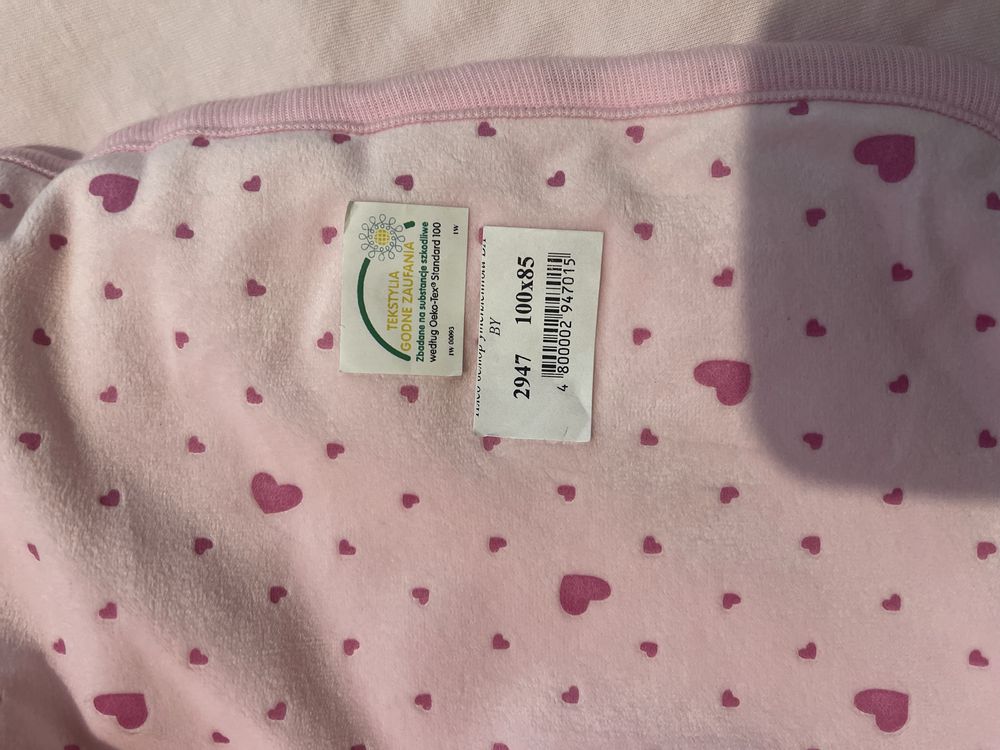 TEKSTYLIA
GODNE ZAUFANIA
Zbadane na substancje szkodliwe
według Oeko-Tex® Standard 100
IW 00093 IW
BY
2947 100x85
4 800002 947015